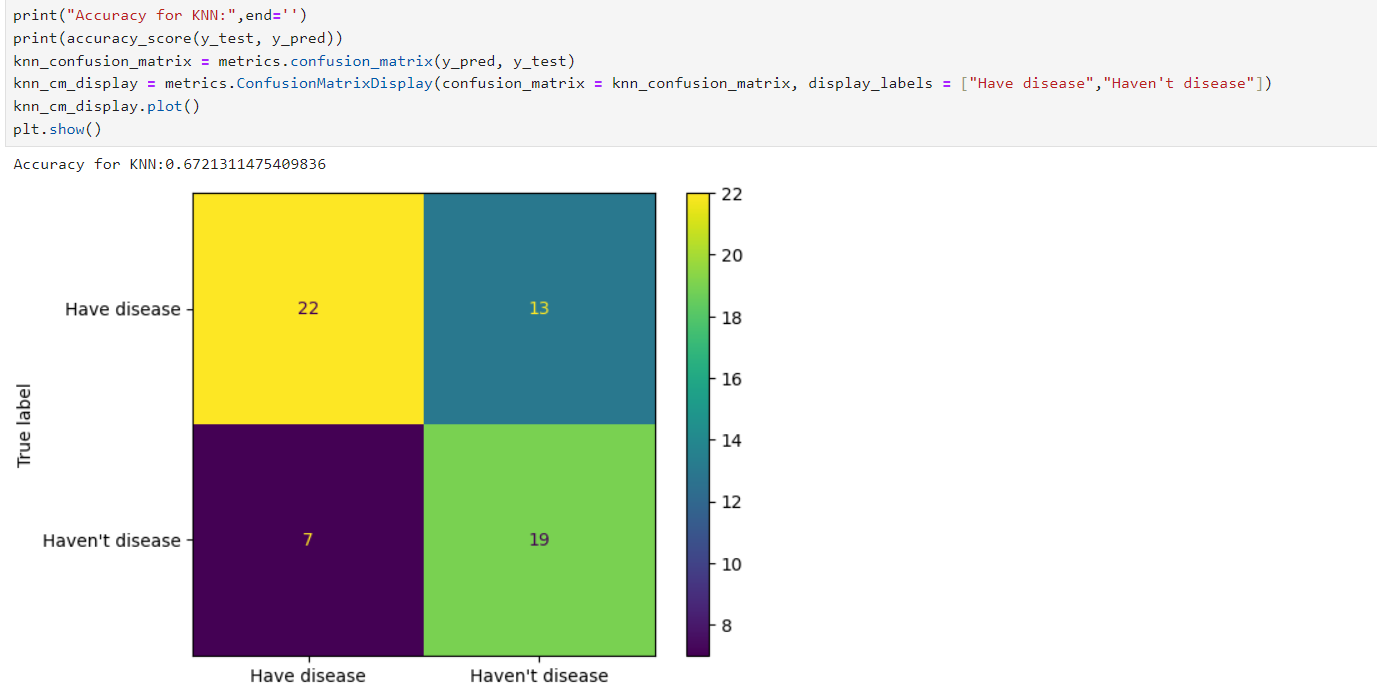 print("Accuracy for KNN:",end='')
print(accuracy_score(y_test, y_pred))
knn_confusion_matrix = metrics.confusion_matrix(y_pred, y_test)
knn_cm_display = metrics.ConfusionMatrixDisplay(confusion_matrix = knn_confusion_matrix, display_labels = ["Have disease","Haven't disease"])
knn_cm_display.plot()
plt.show()
Accuracy for KNN:0.6721311475409836
22
20
18
16
14
12
10
8
Have disease
22
13
True label
Haven't disease
7
19
Have disease
Haven't disease